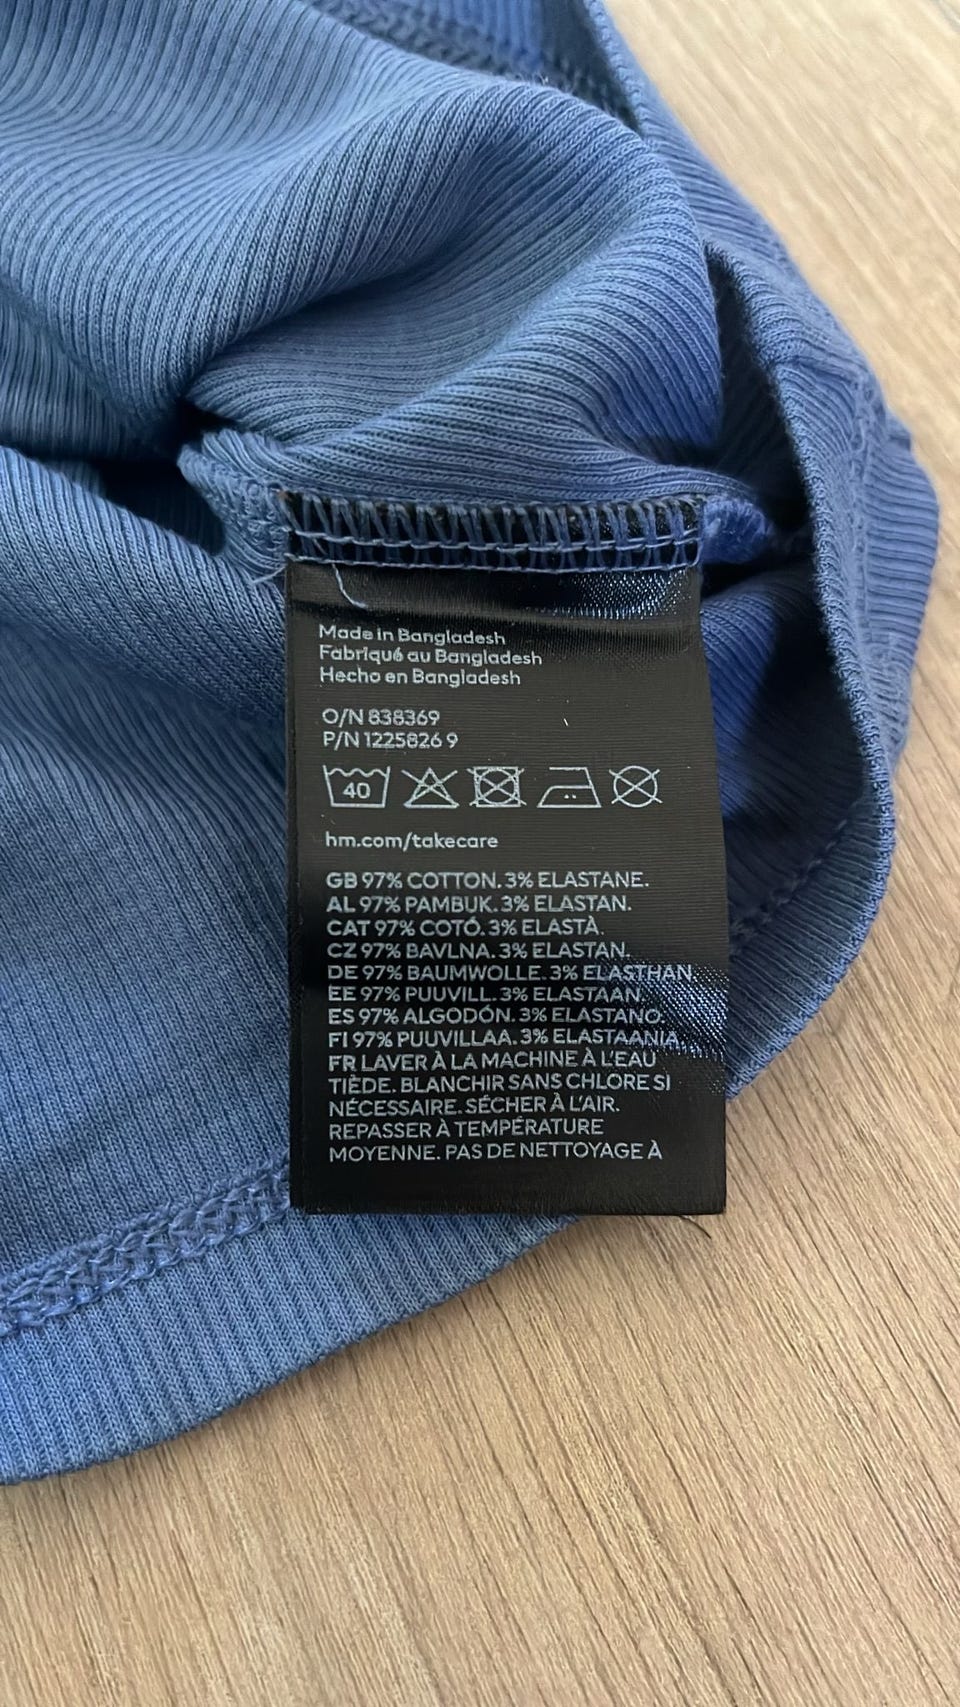 Made in Bangladesh
Fabriqué au Bangladesh
Hecho en Bangladesh
O/N 838369
P/N 1225826 9
40
hm.com/takecare
GB 97% COTTON. 3% ELASTANE.
AL 97% PAMBUK. 3% ELASTAN.
CAT 97% COTÓ. 3% ELASTÀ.
CZ 97% BAVLNA. 3% ELASTAN.
DE 97% BAUMWOLLE. 3% ELASTHAN.
EE 97% PUUVILL. 3% ELASTAAN.
ES 97% ALGODÓN. 3% ELASTANO.
FI 97% PUUVILLAA. 3% ELASTAANIA.
FR LAVER À LA MACHINE À L'EAU
TIÈDE. BLANCHIR SANS CHLORE SI
NÉCESSAIRE. SÉCHER À L'AIR.
REPASSER À TEMPÉRATURE
MOYENNE. PAS DE NETTOYAGE À